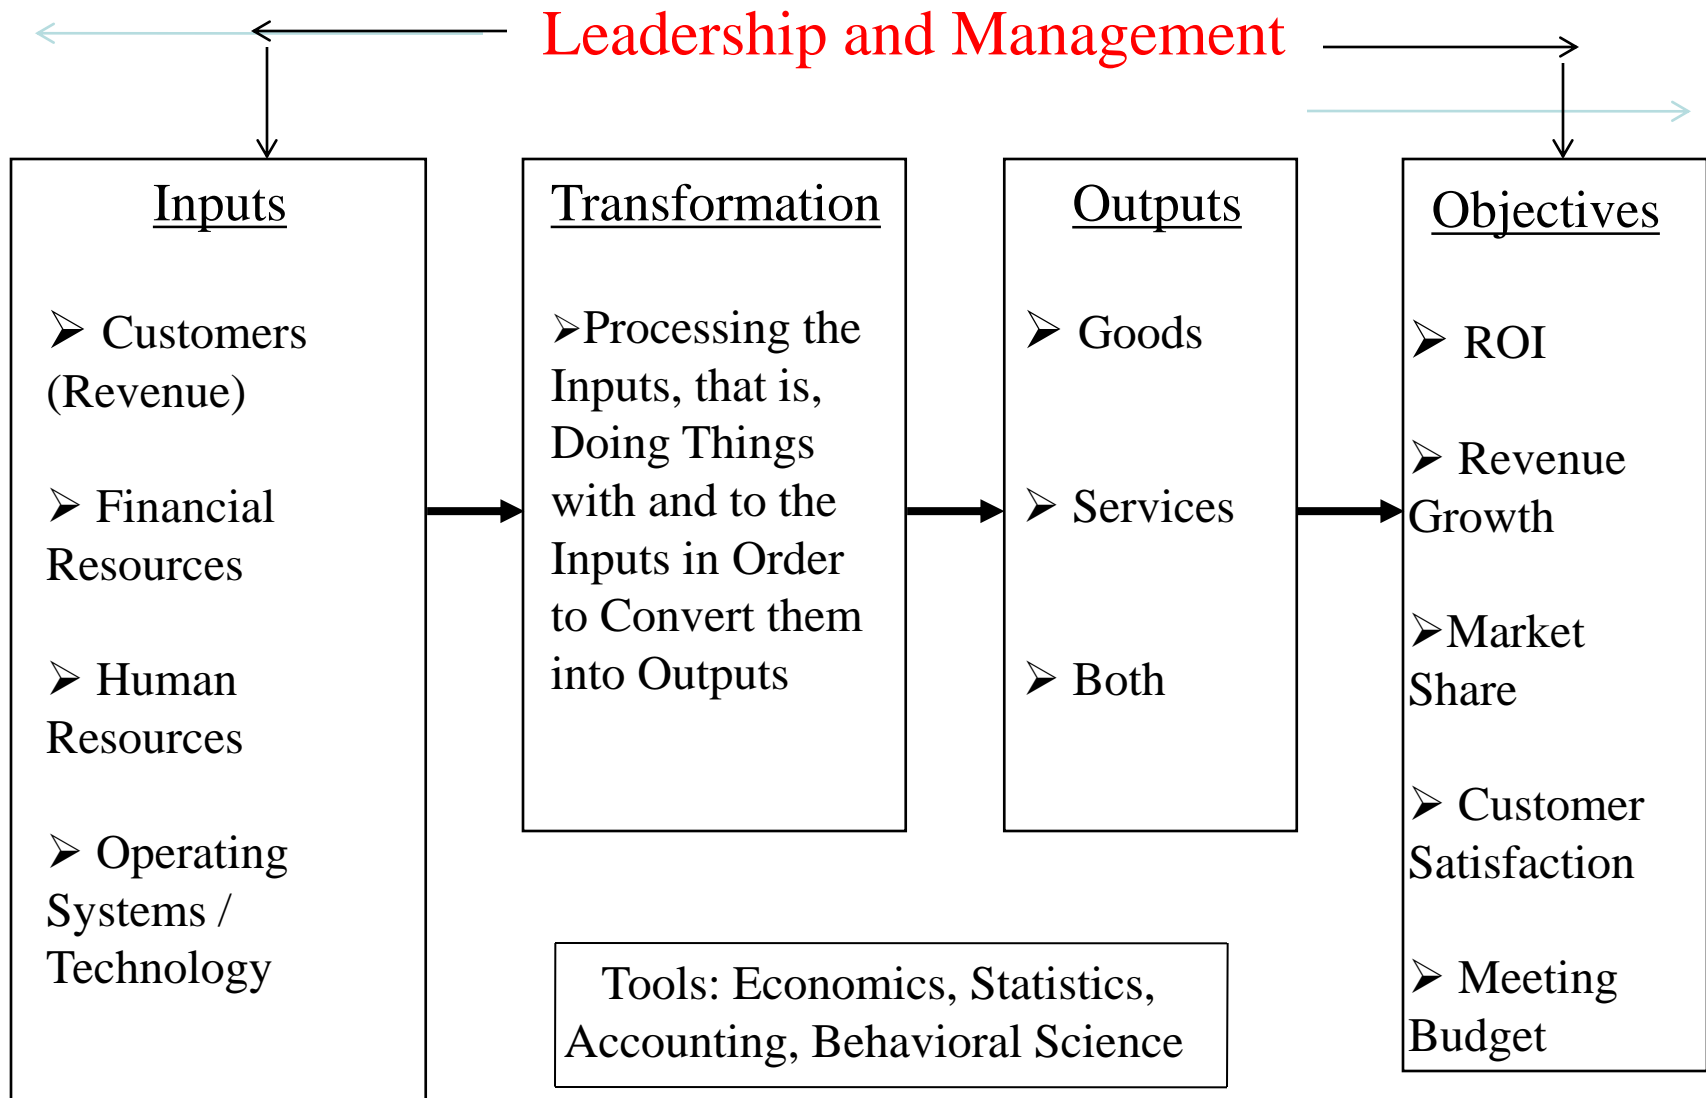 Leadership and Management
Inputs
➢ Customers
(Revenue)
➢ Financial
Resources
➢ Human
Resources
➢ Operating
Systems /
Technology
Transformation
➢Processing the
Inputs, that is,
Doing Things
with and to the
Inputs in Order
to Convert them
into Outputs
Outputs
➢ Goods
➢ Services
➢ Both
Objectives
➢ ROI
➢ Revenue
Growth
➢Market
Share
➢ Customer
Satisfaction
➢ Meeting
Budget
Tools: Economics, Statistics,
Accounting, Behavioral Science